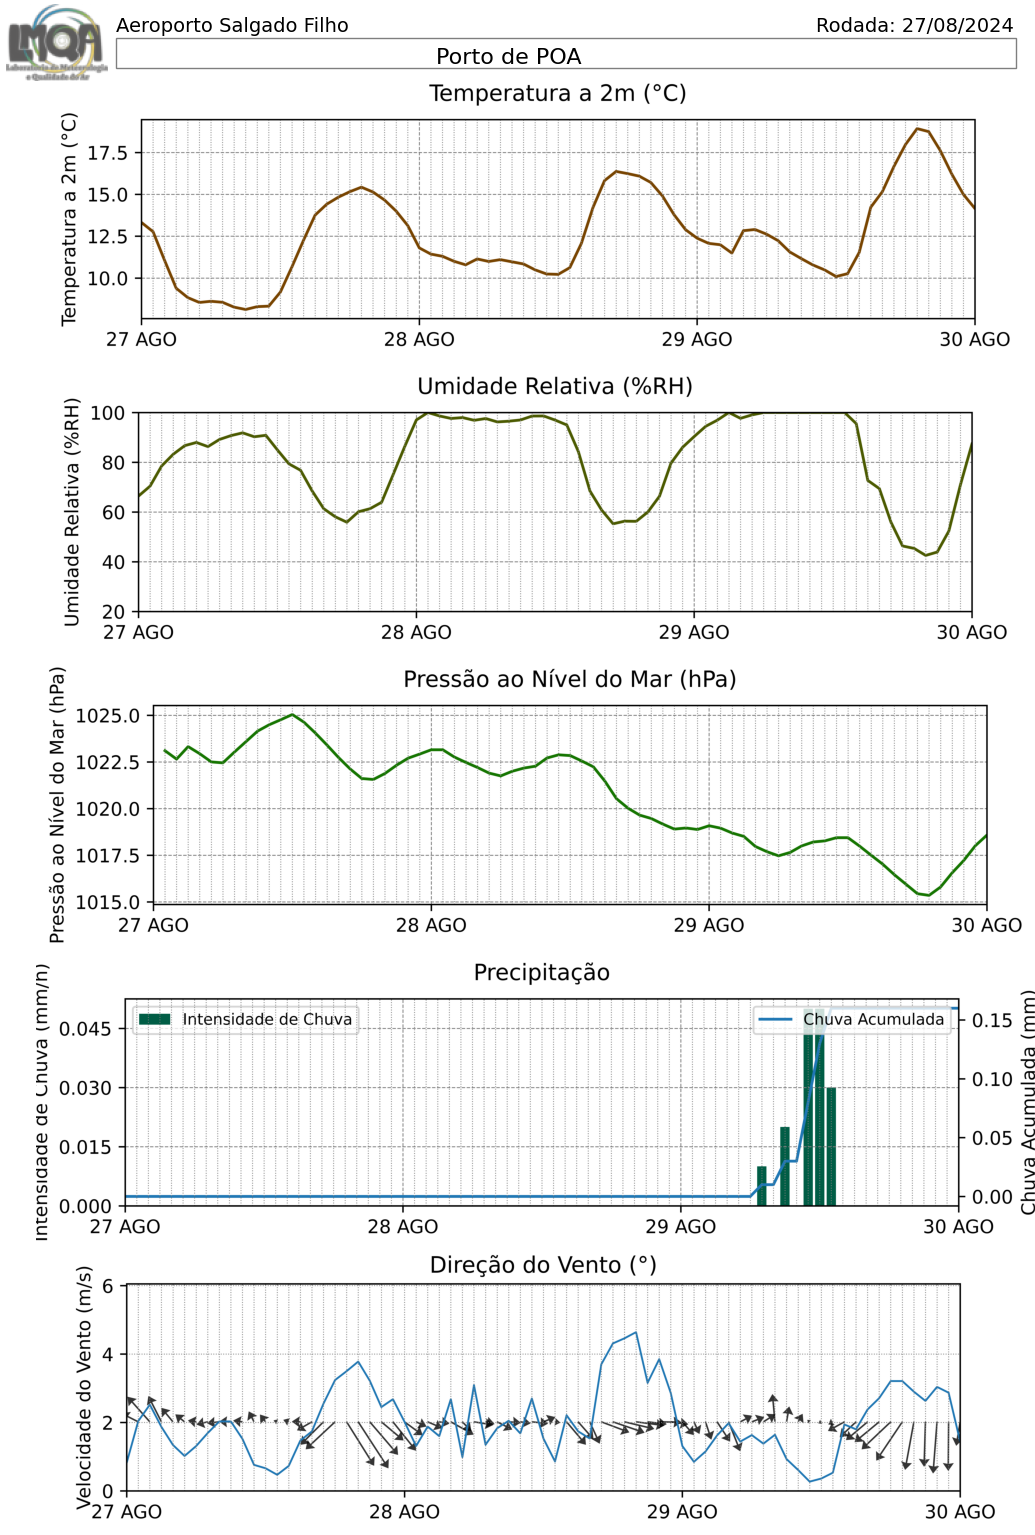 LMQA
Laboratório de Meteorologia
e Qualidade do Ar
Aeroporto Salgado Filho
Rodada: 27/08/2024
Porto de POA
Temperatura a 2m (°C)
Temperatura a 2m (°C)
17.5
15.0
12.5
10.0
27 AGO 28 AGO 29 AGO 30 AGO
Umidade Relativa (%RH)
Umidade Relativa (%RH)
100
80
60
40
20
27 AGO 28 AGO 29 AGO 30 AGO
Pressão ao Nível do Mar (hPa)
Pressão ao Nível do Mar (hPa)
1025.0
1022.5
1020.0
1017.5
1015.0
27 AGO 28 AGO 29 AGO 30 AGO
Precipitação
Intensidade de Chuva (mm/h)
0.045
0.030
0.015
0.000
Intensidade de Chuva
Chuva Acumulada
0.15
0.10
0.05
0.00
Chuva Acumulada (mm)
27 AGO 28 AGO 29 AGO 30 AGO
Direção do Vento (°)
Velocidade do Vento (m/s)
6
4
2
0
27 AGO 28 AGO 29 AGO 30 AGO